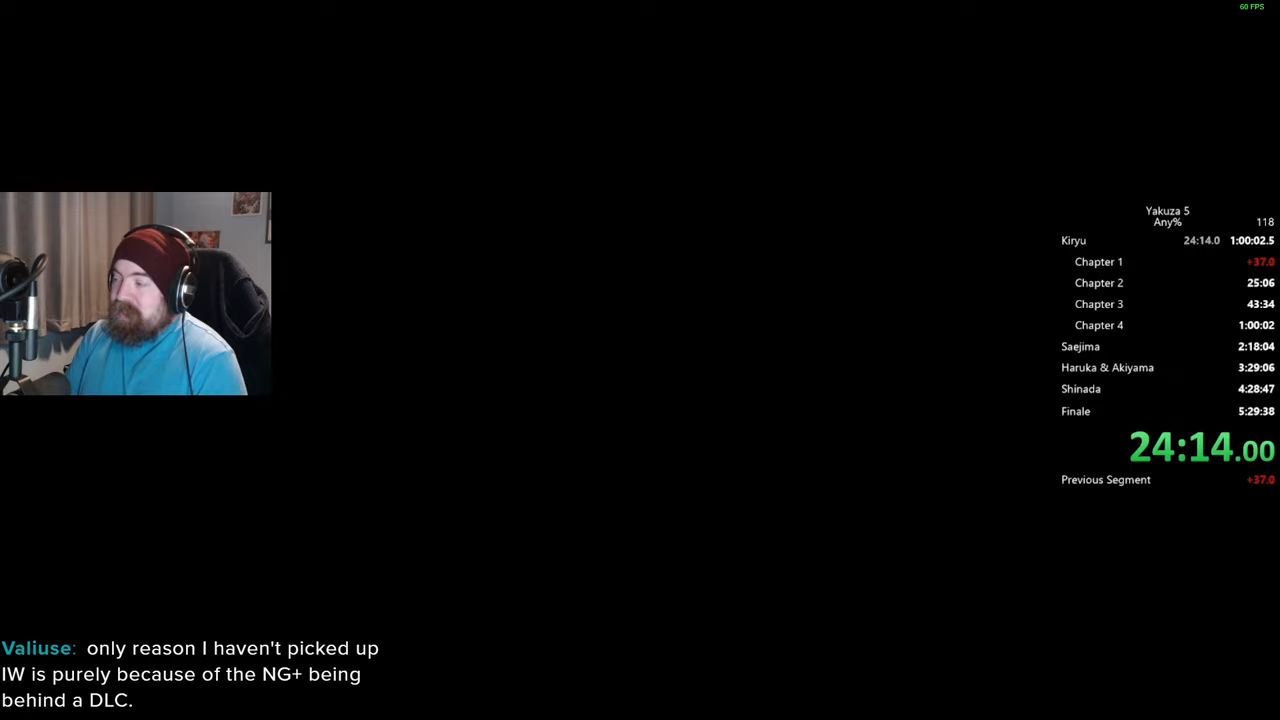 60 FPS
Yakuza 5
Any% 118
Kiryu 24:14.0 1:00:02.5
Chapter 1 +37.0
Chapter 2 25:06
Chapter 3 43:34
Chapter 4 1:00:02
Saejima 2:18:04
Haruka & Akiyama 3:29:06
Shinada 4:28:47
Finale 5:29:38
24:14.00
Previous Segment +37.0
Valiuse: only reason I haven't picked up
IW is purely because of the NG+ being
behind a DLC.